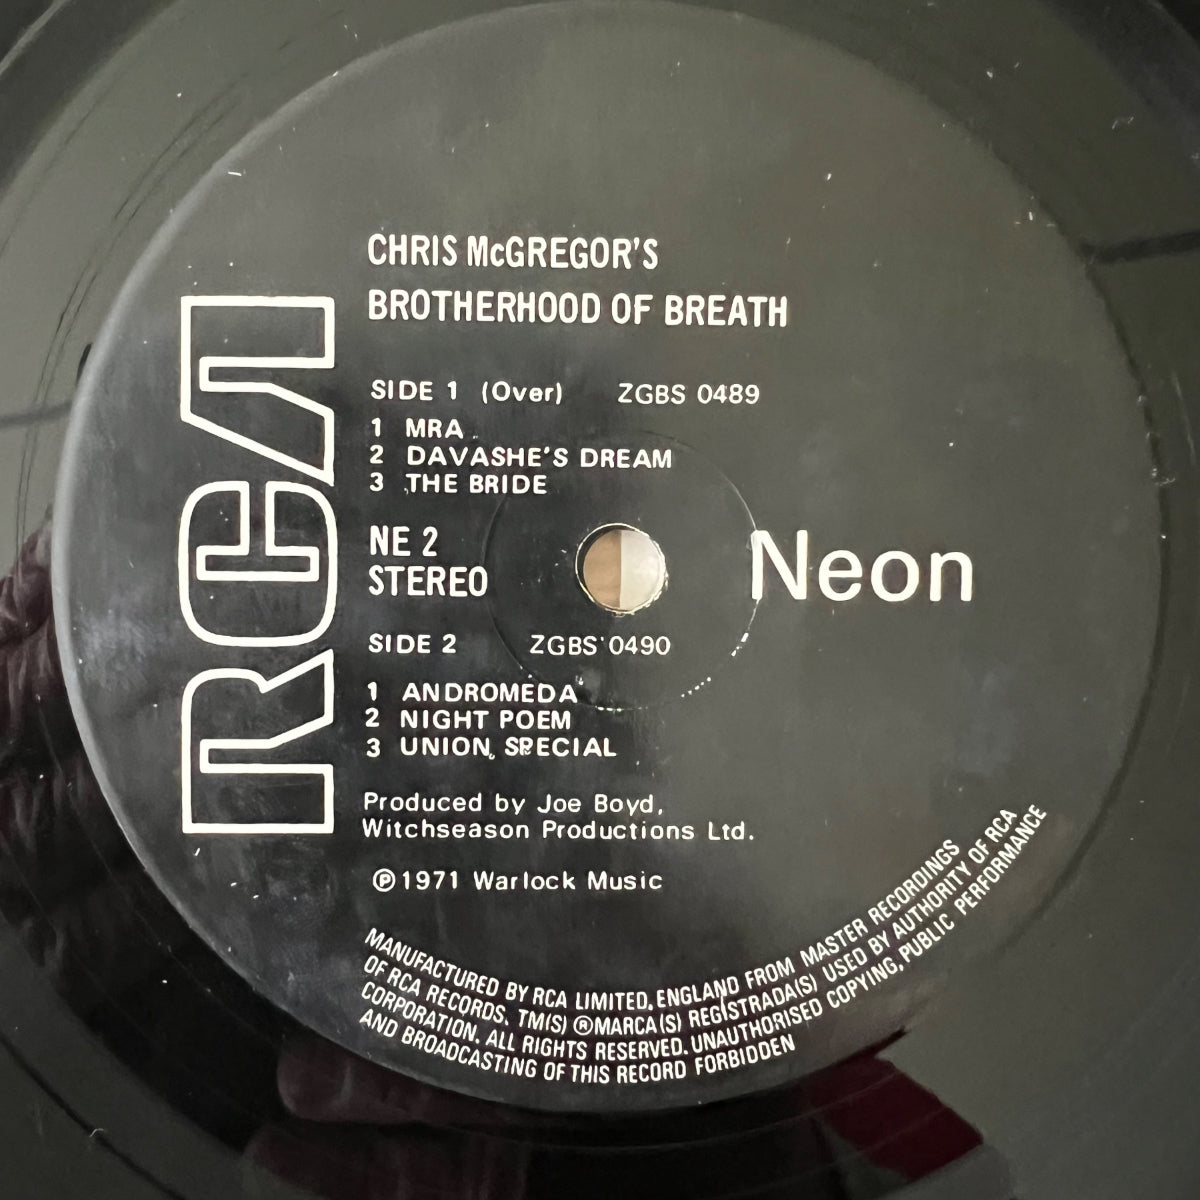 RCA
CHRIS McGREGOR'S
BROTHERHOOD OF BREATH
SIDE 1 (Over) ZGBS 0489
1 MRA
2 DAVASHE'S DREAM
3 THE BRIDE
NE 2
STEREO
Neon
SIDE 2 ZGBS 0490
1 ANDROMEDA
2 NIGHT POEM
3 UNION SPECIAL
Produced by Joe Boyd,
Witchseason Productions Ltd.
℗1971 Warlock Music
MANUFACTURED BY RCA LIMITED, ENGLAND FROM MASTER RECORDINGS
OF RCA RECORDS. TM(S) ®MARCA(S) REGISTRADA(S) USED BY AUTHORITY OF RCA
CORPORATION. ALL RIGHTS RESERVED. UNAUTHORISED COPYING, PUBLIC PERFORMANCE
AND BROADCASTING OF THIS RECORD FORBIDDEN